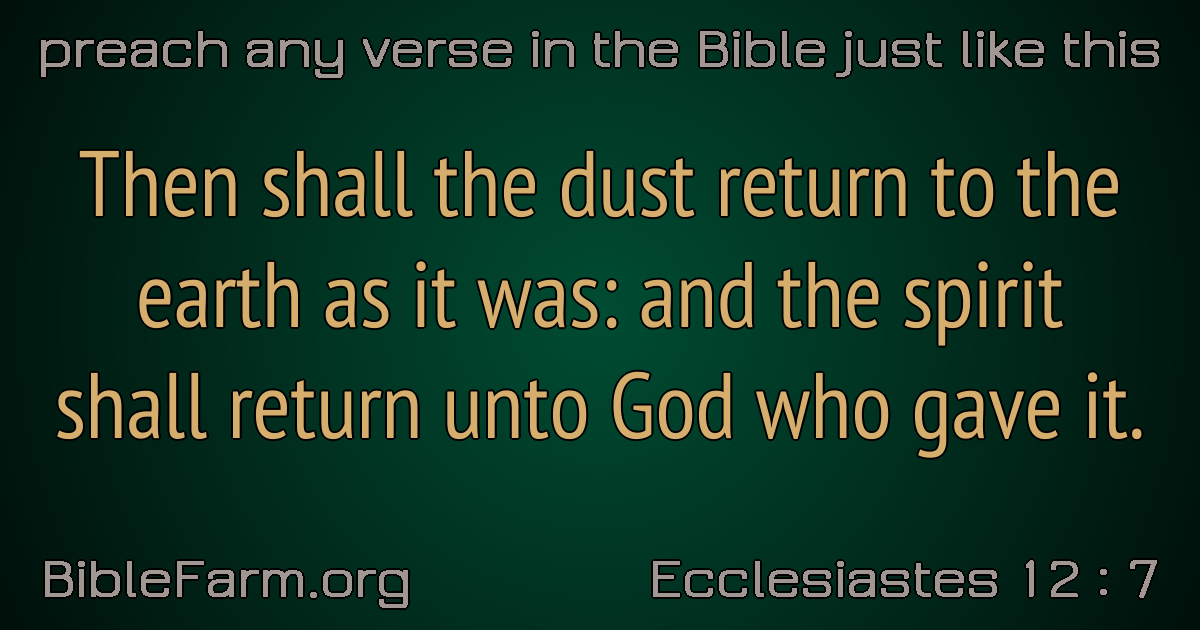 preach any verse in the Bible just like this
Then shall the dust return to the
earth as it was: and the spirit
shall return unto God who gave it.
BibleFarm.org
Ecclesiastes 12 : 7